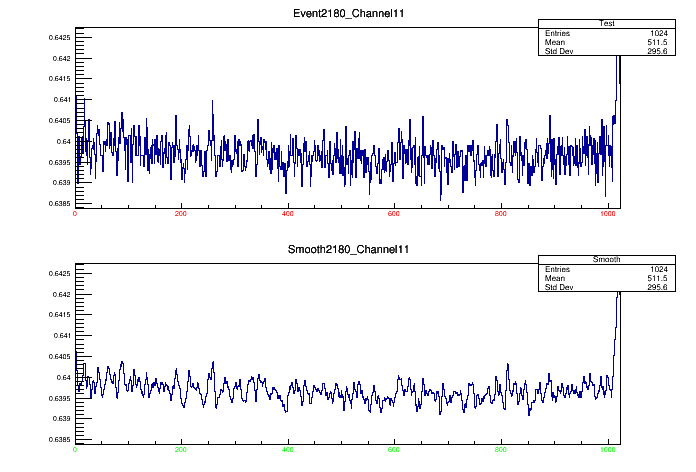 Event2180_Channel11
Test
Entries 1024
Mean 511.5
Std Dev 295.6
0.6425
0.642
0.6415
0.641
0.6405
0.64
0.6395
0.639
0.6385
0 200 400 600 800 1000
Smooth2180_Channel11
Smooth
Entries 1024
Mean 511.5
Std Dev 295.6
0.6425
0.642
0.6415
0.641
0.6405
0.64
0.6395
0.639
0.6385
0 200 400 600 800 1000